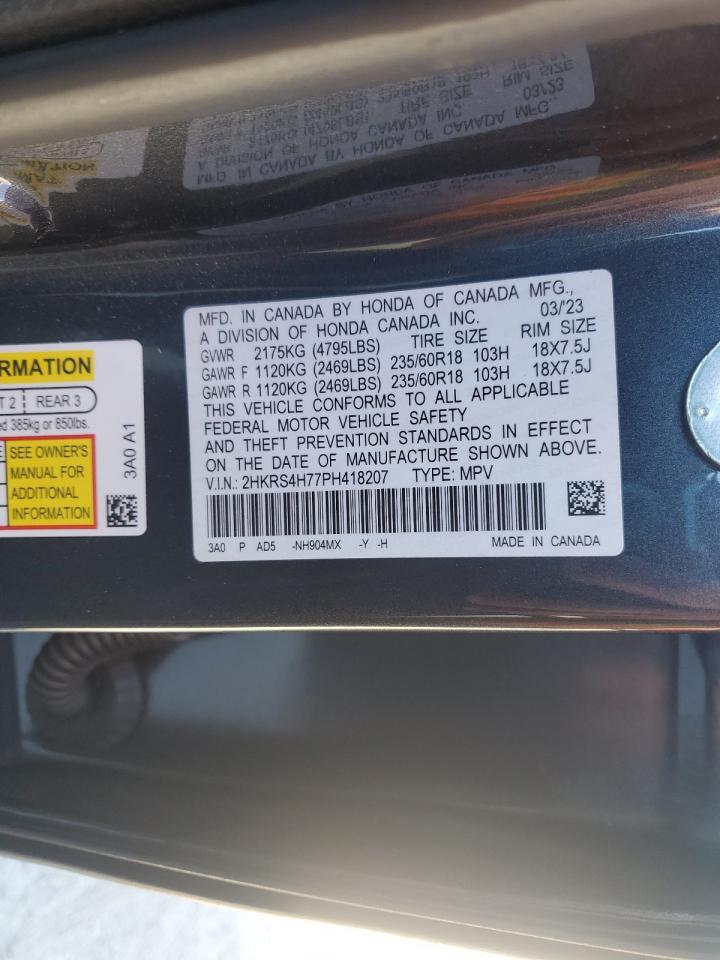 MFD. IN CANADA BY HONDA OF CANADA MFG.,
A DIVISION OF HONDA CANADA INC. 03/'23
GVWR 2175KG (4795LBS) TIRE SIZE RIM SIZE
GAWR F 1120KG (2469LBS) 235/60R18 103H 18X7.5J
GAWR R 1120KG (2469LBS) 235/60R18 103H 18X7.5J
THIS VEHICLE CONFORMS TO ALL APPLICABLE
FEDERAL MOTOR VEHICLE SAFETY
AND THEFT PREVENTION STANDARDS IN EFFECT
ON THE DATE OF MANUFACTURE SHOWN ABOVE.
V.I.N.: 2HKRS4H77PH418207 TYPE: MPV
3A0 P AD5 -NH904MX -Y -H MADE IN CANADA
REAR 3
385kg or 850lbs.
SEE OWNER'S
MANUAL FOR
ADDITIONAL
INFORMATION
3A0 A1